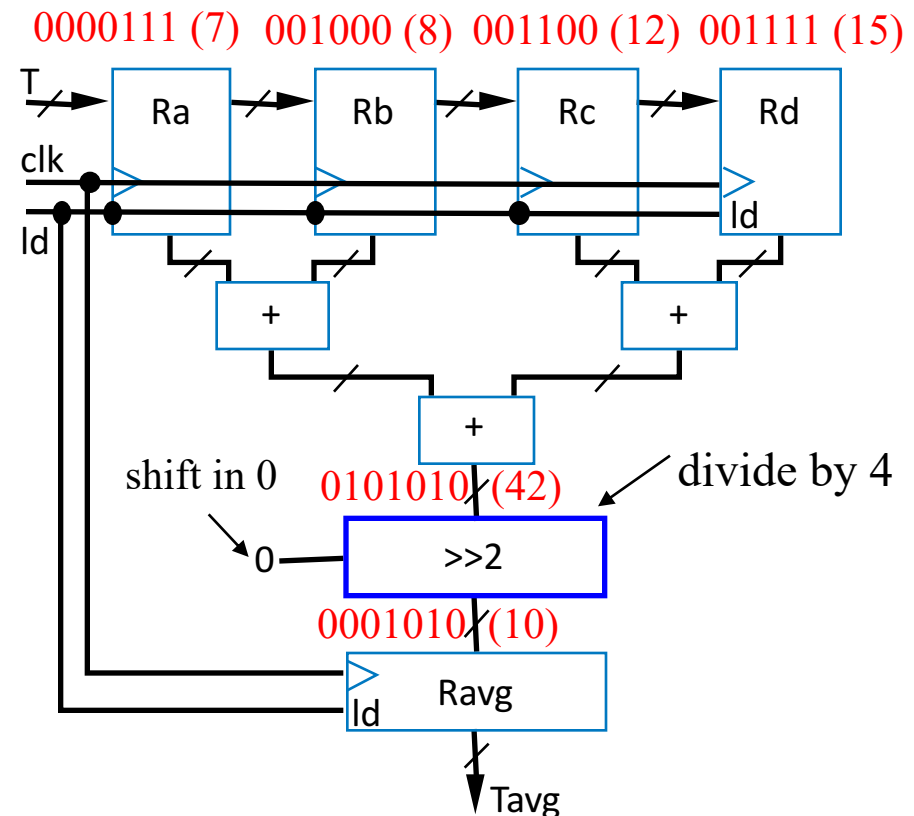 0000111 (7) 001000 (8) 001100 (12) 001111 (15)
T
Ra Rb Rc Rd
clk
ld
ld
+ +
+
shift in 0
divide by 4
0101010 (42)
0 >>2
0001010 (10)
Ravg
ld
Tavg